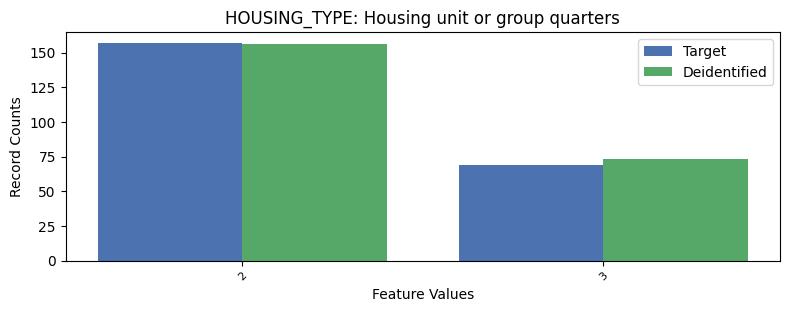 HOUSING_TYPE: Housing unit or group quarters
Target
Deidentified
Record Counts
150
125
100
75
50
25
0
2
3
Feature Values